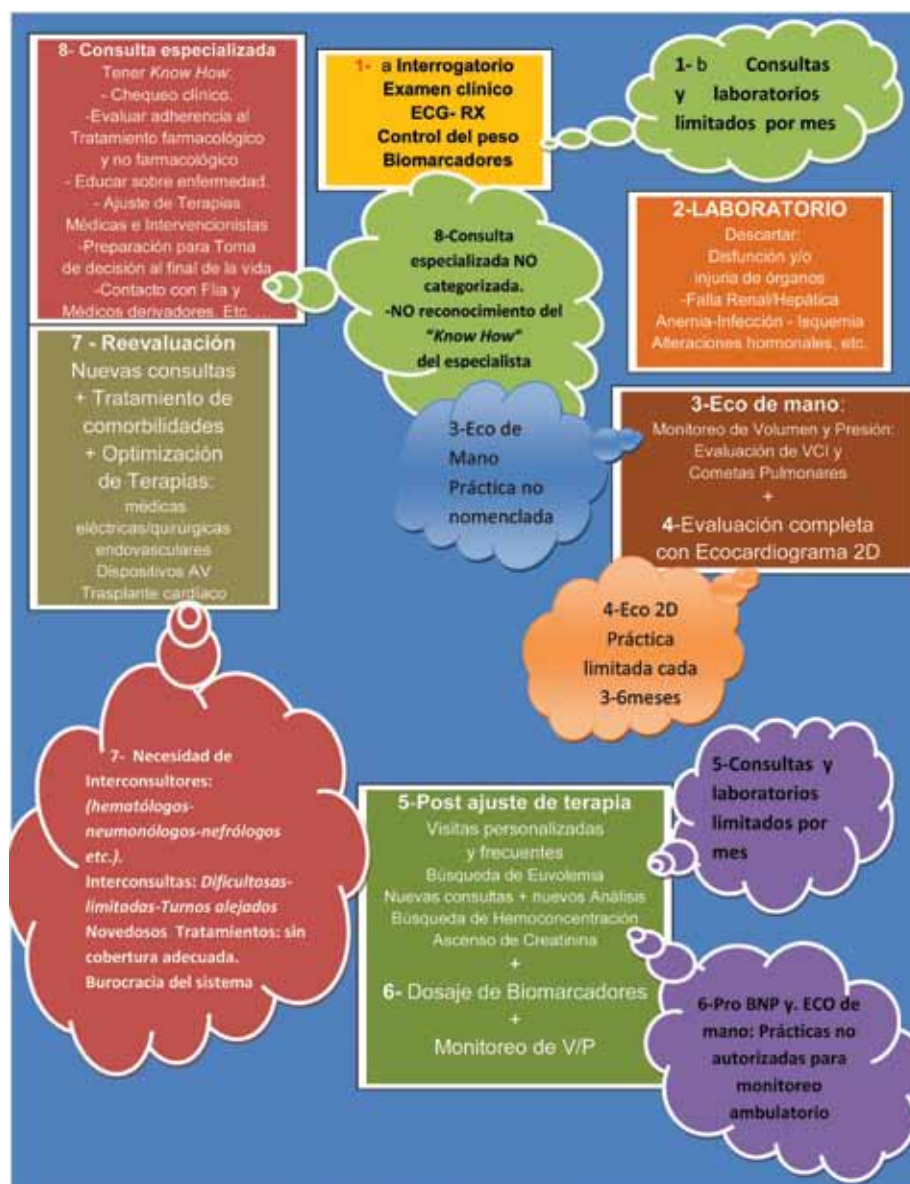 8- Consulta especializada
Tener Know How:
- Chequeo clínico.
-Evaluar adherencia al
Tratamiento farmacológico
y no farmacológico
- Educar sobre enfermedad.
- Ajuste de Terapias
Médicas e Intervencionistas
-Preparación para Toma
de decisión al final de la vida
-Contacto con Flia y
Médicos derivadores. Etc
1- a Interrogatorio
Examen clínico
ECG- RX
Control del peso
Biomarcadores
1- b Consultas
y laboratorios
limitados por mes
8-Consulta
especializada NO
categorizada.
-NO reconocimiento del
"Know How"
del especialista
2-LABORATORIO
Descartar:
Disfunción y/o
injuria de órganos
-Falla Renal/Hepática
Anemia-Infección - Isquemia
Alteraciones hormonales, etc.
7 - Reevaluación
Nuevas consultas
+ Tratamiento de
comorbilidades
+ Optimización
de Terapias:
médicas
eléctricas/quirúrgicas
endovasculares
Dispositivos AV
Trasplante cardíaco
3-Eco de
Mano
Práctica no
nomenclada
3-Eco de mano:
Monitoreo de Volumen y Presión:
Evaluación de VCI y
Cometas Pulmonares
+
4-Evaluación completa
con Ecocardiograma 2D
4-Eco 2D
Práctica
limitada cada
3-6meses
7- Necesidad de
Interconsultores:
(hematólogos-
neumonólogos-nefrólogos
etc.).
Interconsultas: Dificultosas-
limitadas-Turnos alejados
Novedosos Tratamientos: sin
cobertura adecuada.
Burocracia del sistema
5-Post ajuste de terapia
Visitas personalizadas
y frecuentes
Búsqueda de Euvolemia
Nuevas consultas + nuevos Análisis
Búsqueda de Hemoconcentración
Ascenso de Creatinina
+
6- Dosaje de Biomarcadores
+
Monitoreo de V/P
5-Consultas y
laboratorios
limitados por
mes
6-Pro BNP y. ECO de
mano: Prácticas no
autorizadas para
monitoreo
ambulatorio